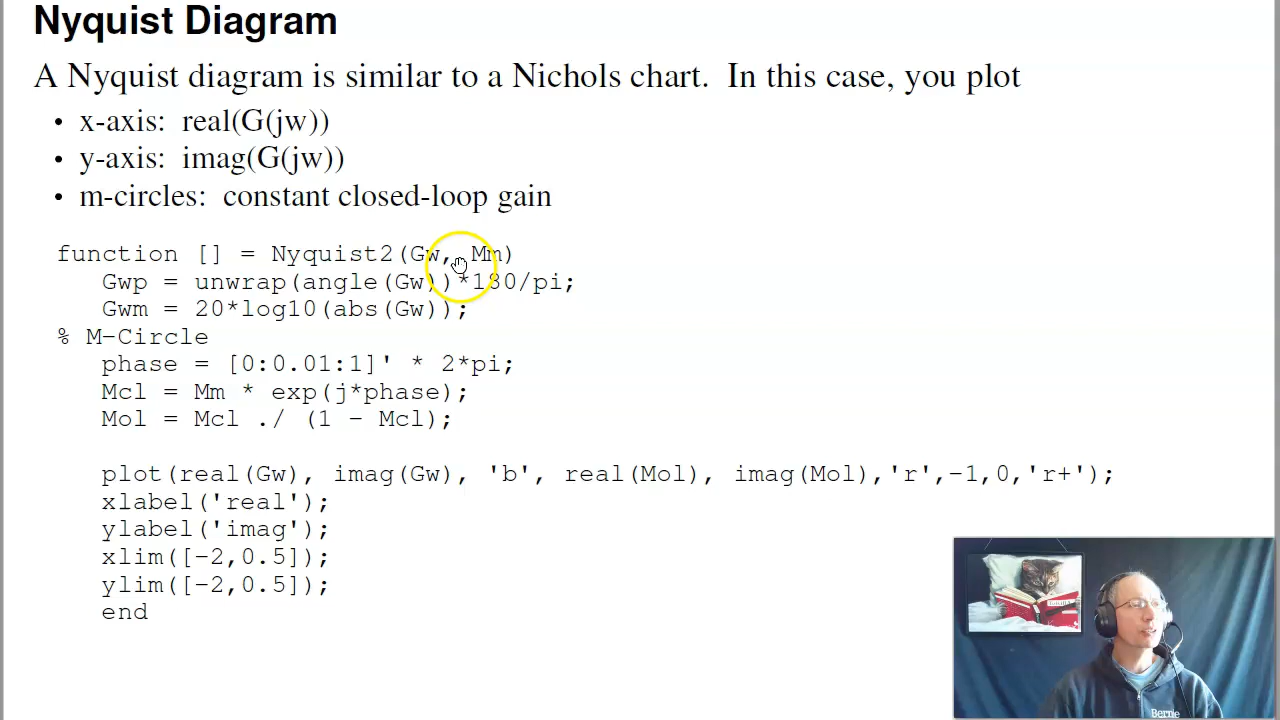 Nyquist Diagram
A Nyquist diagram is similar to a Nichols chart.  In this case, you plot
• x-axis:  real(G(jw))
• y-axis:  imag(G(jw))
• m-circles:  constant closed-loop gain
function [] = Nyquist2(Gw, Mm)
   Gwp = unwrap(angle(Gw))*180/pi;
   Gwm = 20*log10(abs(Gw));
% M-Circle
   phase = [0:0.01:1]' * 2*pi;
   Mcl = Mm * exp(j*phase);
   Mol = Mcl ./ (1 - Mcl);
   plot(real(Gw), imag(Gw), 'b', real(Mol), imag(Mol),'r',-1,0,'r+');
   xlabel('real');
   ylabel('imag');
   xlim([-2,0.5]);
   ylim([-2,0.5]);
   end
Bernie